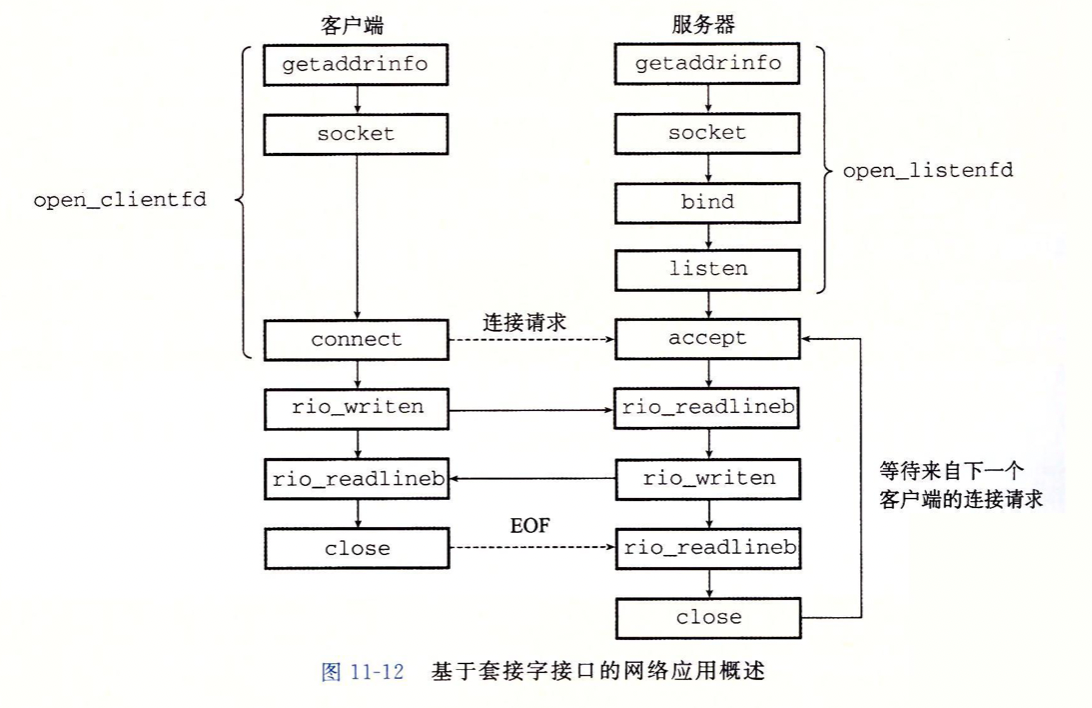 客户端
服务器
getaddrinfo
getaddrinfo
socket
socket
open_clientfd
open_listenfd
bind
listen
connect
连接请求
accept
rio_writen
rio_readlineb
rio_readlineb
rio_writen
等待来自下一个
客户端的连接请求
close
EOF
rio_readlineb
close
图 11-12 基于套接字接口的网络应用概述